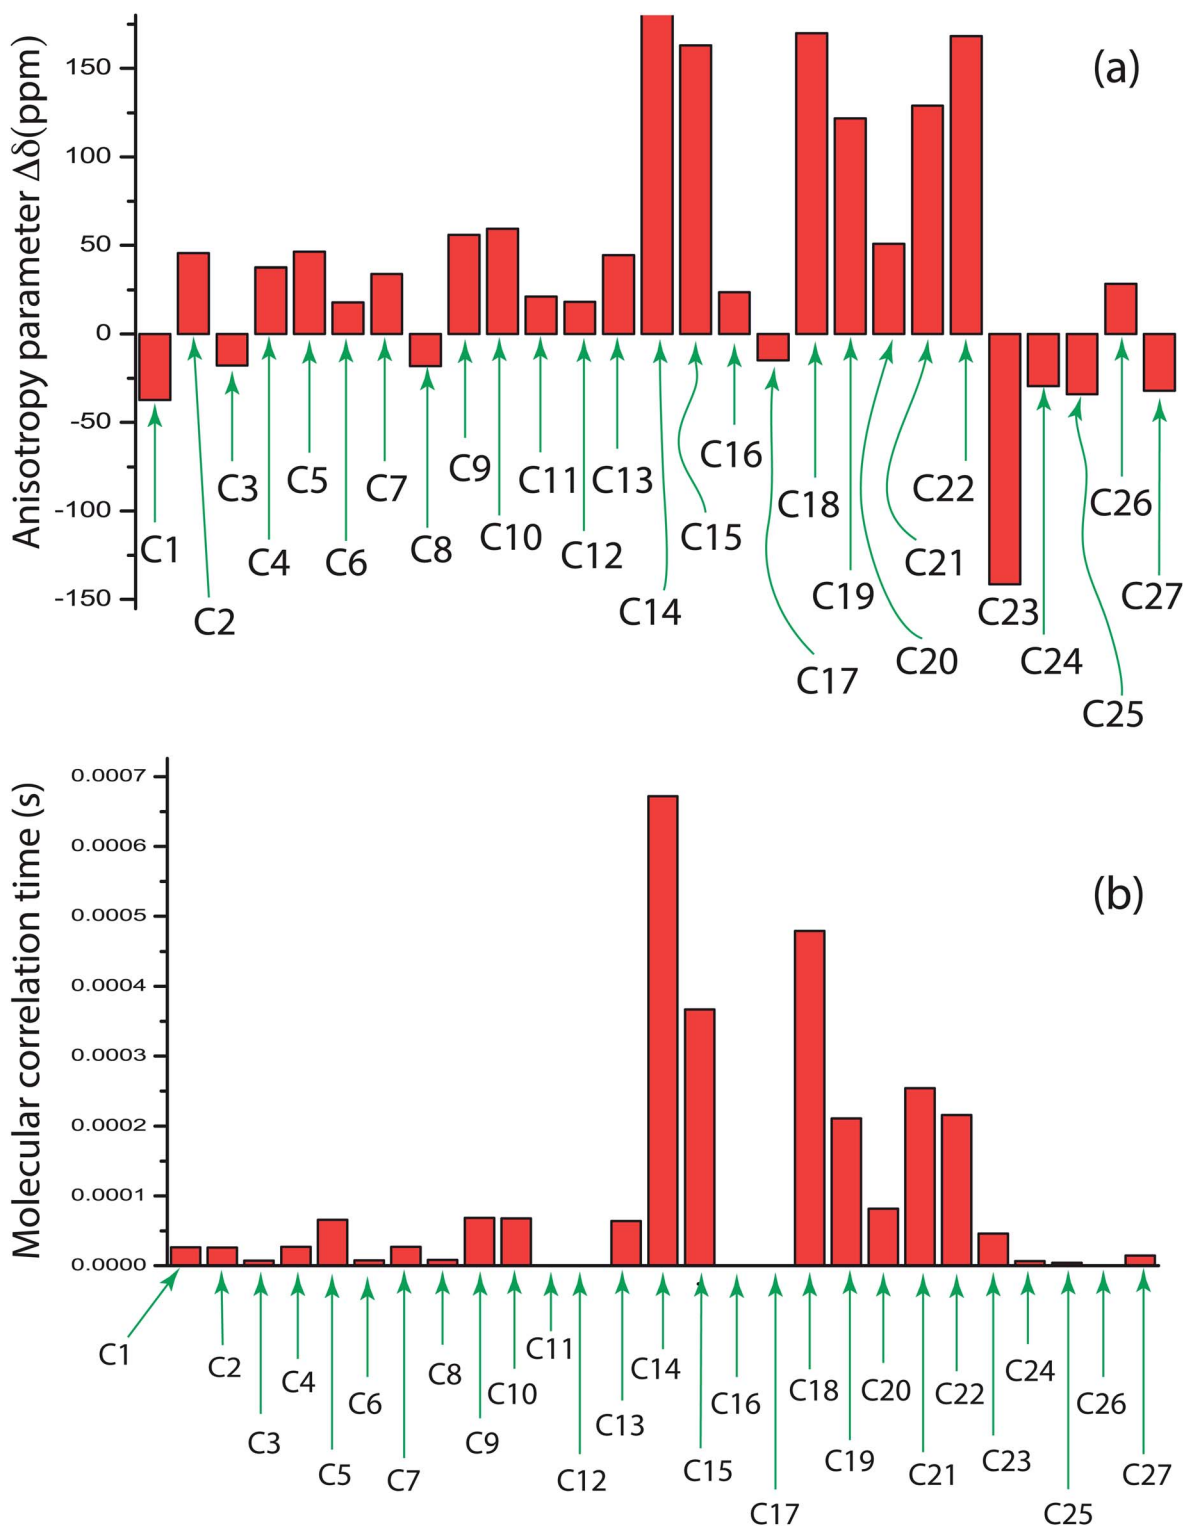 Anisotropy parameter Δδ(ppm)
(a)
150
100
50
0
-50
-100
-150
C1
C2
C3
C4
C5
C6
C7
C8
C9
C10
C11
C12
C13
C14
C15
C16
C17
C18
C19
C20
C21
C22
C23
C24
C25
C26
C27
Molecular correlation time (s)
(b)
0.0007
0.0006
0.0005
0.0004
0.0003
0.0002
0.0001
0.0000
C1
C2
C3
C4
C5
C6
C7
C8
C9
C10
C11
C12
C13
C14
C15
C16
C17
C18
C19
C20
C21
C22
C23
C24
C25
C26
C27